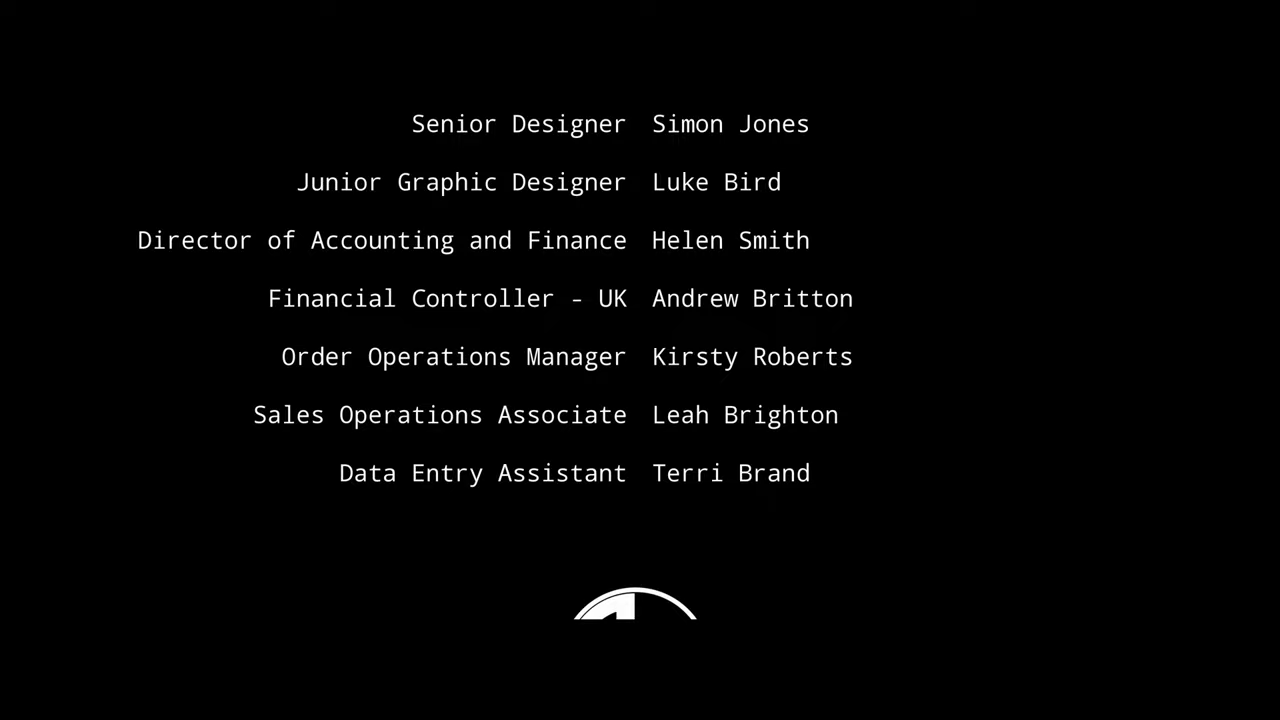 Senior Designer Simon Jones
Junior Graphic Designer Luke Bird
Director of Accounting and Finance Helen Smith
Financial Controller - UK Andrew Britton
Order Operations Manager Kirsty Roberts
Sales Operations Associate Leah Brighton
Data Entry Assistant Terri Brand